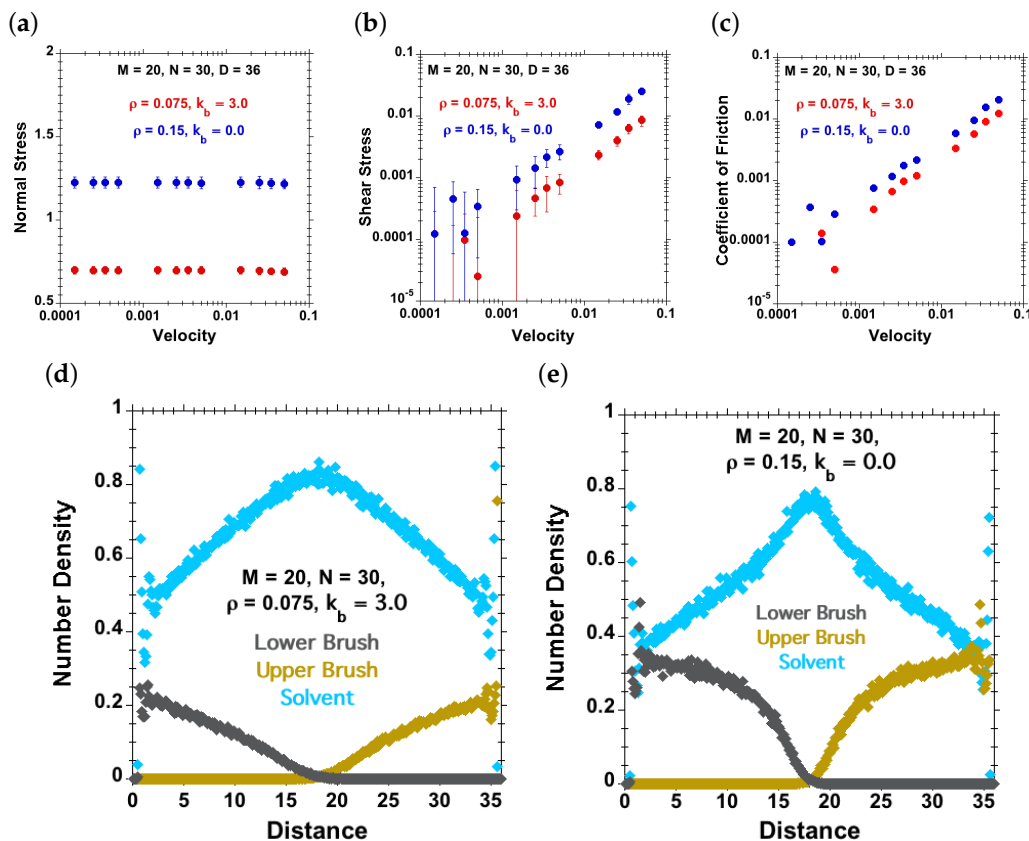 (a)
2
1.5
1
0.5
0.0001
0.001
0.01
0.1
Normal Stress
Velocity
M = 20, N = 30, D = 36
ρ = 0.075, k_b = 3.0
ρ = 0.15, k_b = 0.0
(b)
0.1
0.01
0.001
0.0001
10^-5
0.0001
0.001
0.01
0.1
Shear Stress
Velocity
M = 20, N = 30, D = 36
ρ = 0.075, k_b = 3.0
ρ = 0.15, k_b = 0.0
(c)
0.1
0.01
0.001
0.0001
10^-5
0.0001
0.001
0.01
0.1
Coefficient of Friction
Velocity
M = 20, N = 30, D = 36
ρ = 0.075, k_b = 3.0
ρ = 0.15, k_b = 0.0
(d)
1
0.8
0.6
0.4
0.2
0
0 5 10 15 20 25 30 35
Number Density
Distance
M = 20, N = 30,
ρ = 0.075, k_b = 3.0
Lower Brush
Upper Brush
Solvent
(e)
1
0.8
0.6
0.4
0.2
0
0 5 10 15 20 25 30 35
Number Density
Distance
M = 20, N = 30,
ρ = 0.15, k_b = 0.0
Lower Brush
Upper Brush
Solvent